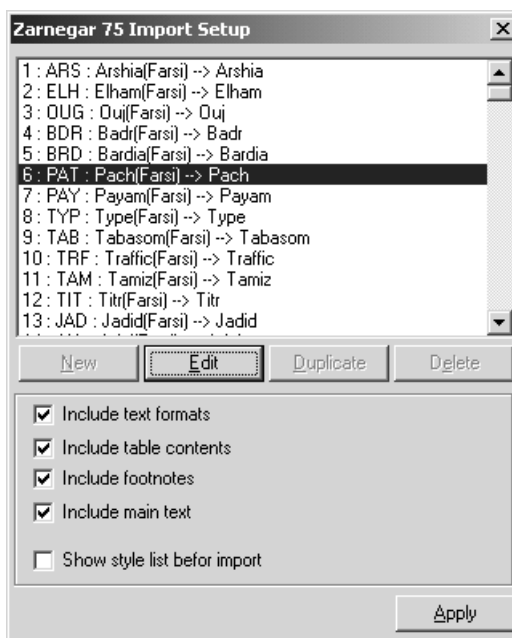 Zarnegar 75 Import Setup
1 : ARS : Arshia(Farsi) --> Arshia
2 : ELH : Elham(Farsi) --> Elham
3 : OUG : Ouj(Farsi) --> Ouj
4 : BDR : Badr(Farsi) --> Badr
5 : BRD : Bardia(Farsi) --> Bardia
6 : PAT : Pach(Farsi) --> Pach
7 : PAY : Payam(Farsi) --> Payam
8 : TYP : Type(Farsi) --> Type
9 : TAB : Tabasom(Farsi) --> Tabasom
10 : TRF : Traffic(Farsi) --> Traffic
11 : TAM : Tamiz(Farsi) --> Tamiz
12 : TIT : Titr(Farsi) --> Titr
13 : JAD : Jadid(Farsi) --> Jadid
New Edit Duplicate Delete
Include text formats
Include table contents
Include footnotes
Include main text
Show style list befor import
Apply